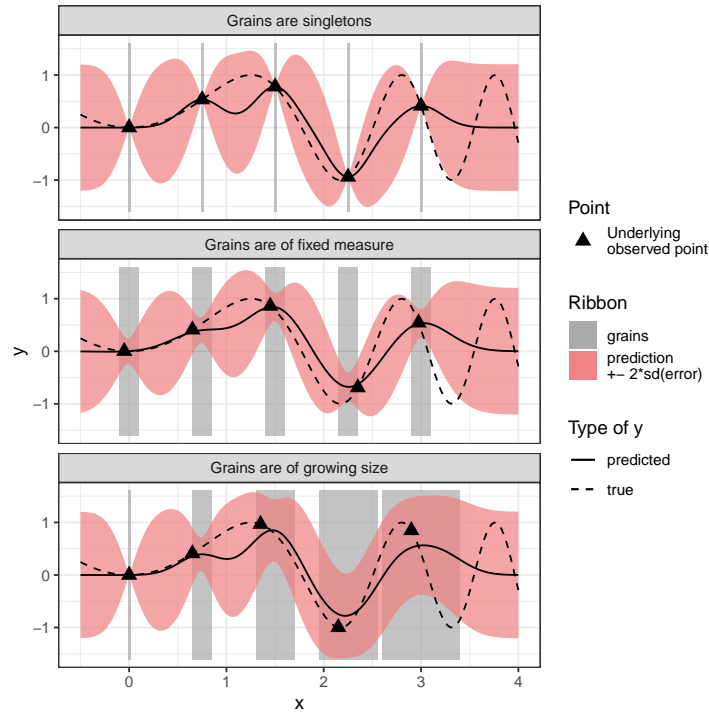 Grains are singletons
1
0
−1
Grains are of fixed measure
1
0
−1
Grains are of growing size
1
0
−1
0
1
2
3
4
x
y
Point
Underlying
observed point
Ribbon
grains
prediction
+− 2*sd(error)
Type of y
predicted
true